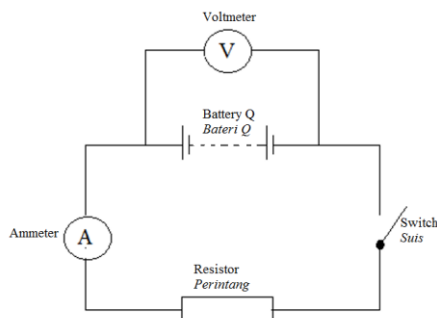 Voltmeter
V
Battery Q
Bateri Q
Ammeter
A
Switch
Suis
Resistor
Perintang